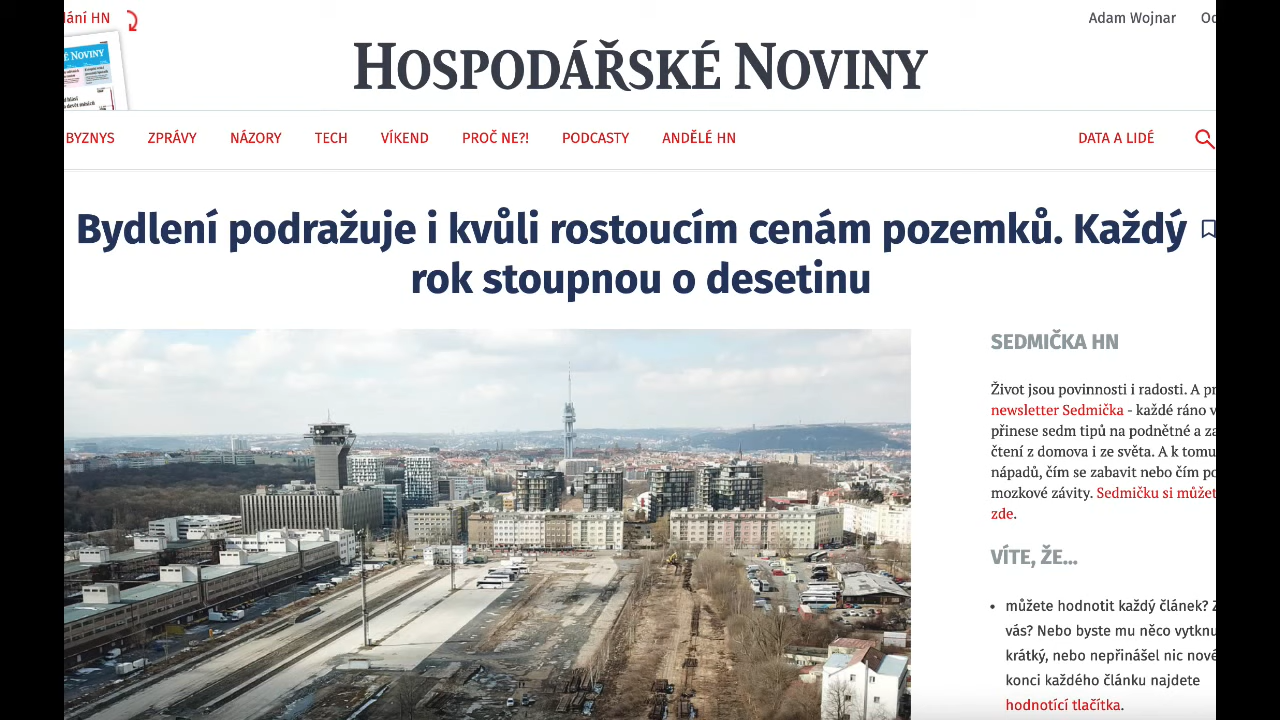 lání HN
Adam Wojnar
HOSPODÁŘSKÉ NOVINY
BYZNYS ZPRÁVY NÁZORY TECH VÍKEND PROČ NE?! PODCASTY ANDĚLÉ HN DATA A LIDÉ
Bydlení podražuje i kvůli rostoucím cenám pozemků. Každý
rok stoupnou o desetinu
SEDMIČKA HN
Život jsou povinnosti i radosti. A pr
newsletter Sedmička - každé ráno v
přinese sedm tipů na podnětné a za
čtení z domova i ze světa. A k tomu
nápadů, čím se zabavit nebo čím po
mozkové závity. Sedmičku si můžet
zde.
VÍTE, ŽE...
• můžete hodnotit každý článek? Z
vás? Nebo byste mu něco vytknu
krátký, nebo nepřinášel nic nové
konci každého článku najdete
hodnotící tlačítka.